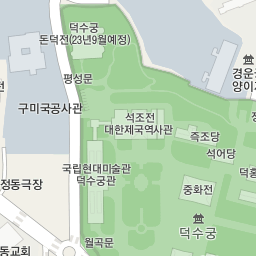 덕수궁
돈덕전(23년9월예정)
평성문
구미국공사관
경운
양이지
석조전
대한제국역사관
즉조당
석어당
국립현대미술관
덕수궁관
덕홍
정동극장
중화전
덕수궁
월곡문
동교회